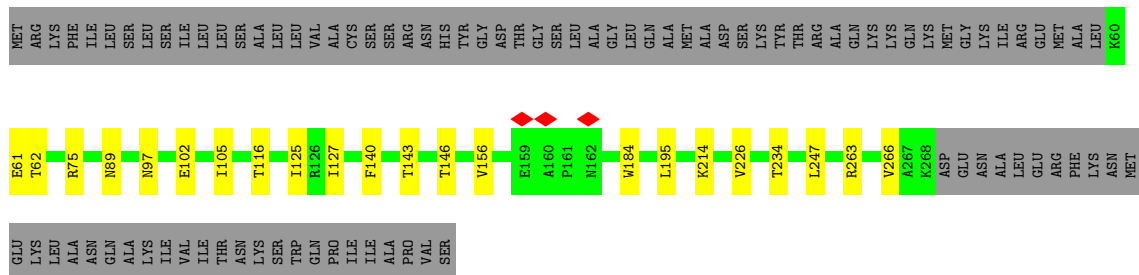 MET ARG LYS PHE ILE LEU SER LEU SER ILE LEU LEU SER ALA LEU LEU VAL ALA CYS SER SER ARG ASN HIS TYR GLY ASP THR GLY SER LEU ALA GLY LEU GLN ALA MET ALA ASP SER LYS TYR THR ARG ALA GLN LYS LYS GLN LYS MET GLY LYS ILE ARG GLU MET ALA LEU K60
E61 T62 R75 N89 N97 E102 I105 T116 I125 R126 I127 F140 T143 T146 V156 E159 A160 P161 N162 W184 L195 K214 V226 T234 L247 R263 V266 A267 K268 ASP GLU ASN ALA LEU GLU ARG PHE LYS ASN MET
GLU LYS LEU ALA ASN GLN ALA LYS ILE VAL ILE THR ASN LYS SER TRP GLN PRO ILE ILE ALA PRO VAL SER